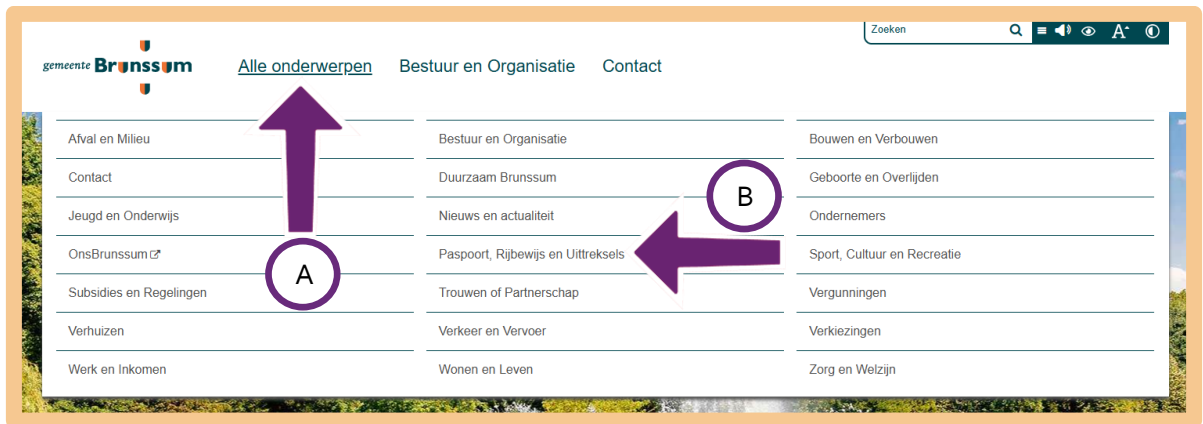 Zoeken
A
gemeente Brunssum
Alle onderwerpen Bestuur en Organisatie Contact
Afval en Milieu Bestuur en Organisatie Bouwen en Verbouwen
Contact Duurzaam Brunssum Geboorte en Overlijden
B
Jeugd en Onderwijs Nieuws en actualiteit Ondernemers
OnsBrunssum Paspoort, Rijbewijs en Uittreksels Sport, Cultuur en Recreatie
A
Subsidies en Regelingen Trouwen of Partnerschap Vergunningen
Verhuizen Verkeer en Vervoer Verkiezingen
Werk en Inkomen Wonen en Leven Zorg en Welzijn